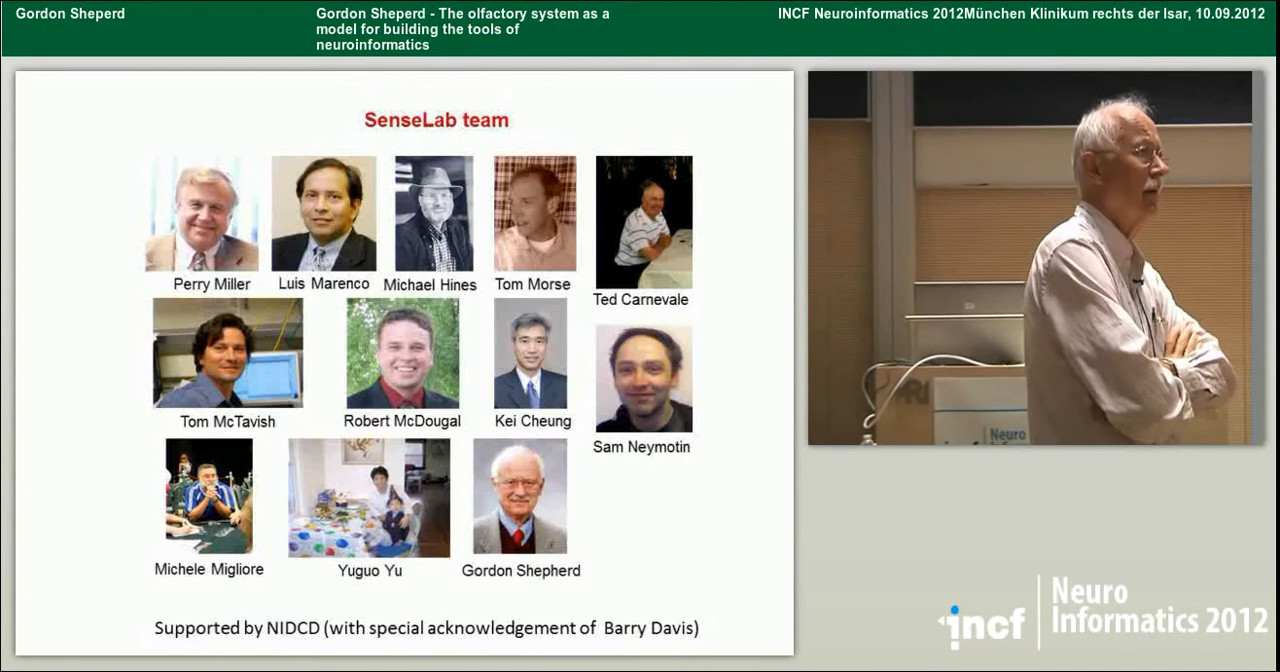 Gordon Sheperd
Gordon Sheperd - The olfactory system as a
model for building the tools of
neuroinformatics
INCF Neuroinformatics 2012München Klinikum rechts der Isar, 10.09.2012
SenseLab team
Perry Miller
Luis Marenco
Michael Hines
Tom Morse
Ted Carnevale
Tom McTavish
Robert McDougal
Kei Cheung
Sam Neymotin
Michele Migliore
Yuguo Yu
Gordon Shepherd
Supported by NIDCD (with special acknowledgement of Barry Davis)
Neuro
incf
Neuro
Informatics 2012